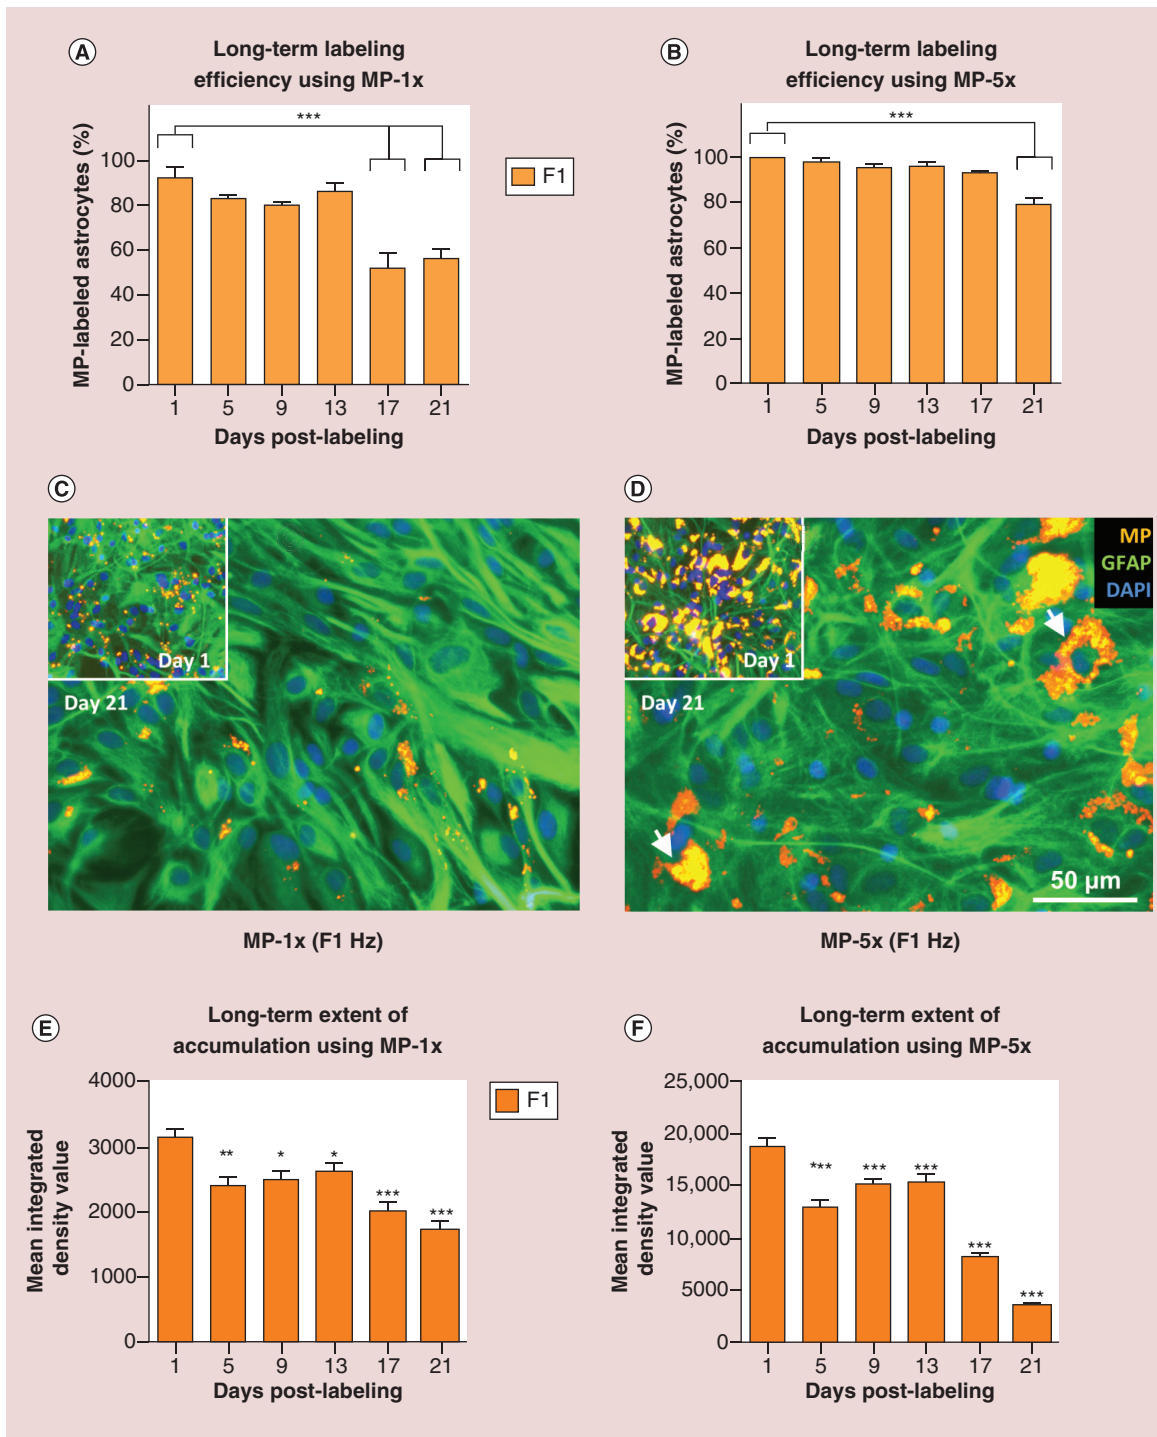 A
Long-term labeling
efficiency using MP-1x
MP-labeled astrocytes (%)
100
80
60
40
20
0
***
1 5 9 13 17 21
Days post-labeling
F1
B
Long-term labeling
efficiency using MP-5x
MP-labeled astrocytes (%)
100
80
60
40
20
0
***
1 5 9 13 17 21
Days post-labeling
C
Day 1
Day 21
MP-1x (F1 Hz)
D
Day 1
Day 21
MP
GFAP
DAPI
50 µm
MP-5x (F1 Hz)
E
Long-term extent of
accumulation using MP-1x
Mean integrated
density value
4000
3000
2000
1000
0
** * * *** ***
1 5 9 13 17 21
Days post-labeling
F1
F
Long-term extent of
accumulation using MP-5x
Mean integrated
density value
25,000
20,000
15,000
10,000
5000
0
*** *** *** *** ***
1 5 9 13 17 21
Days post-labeling